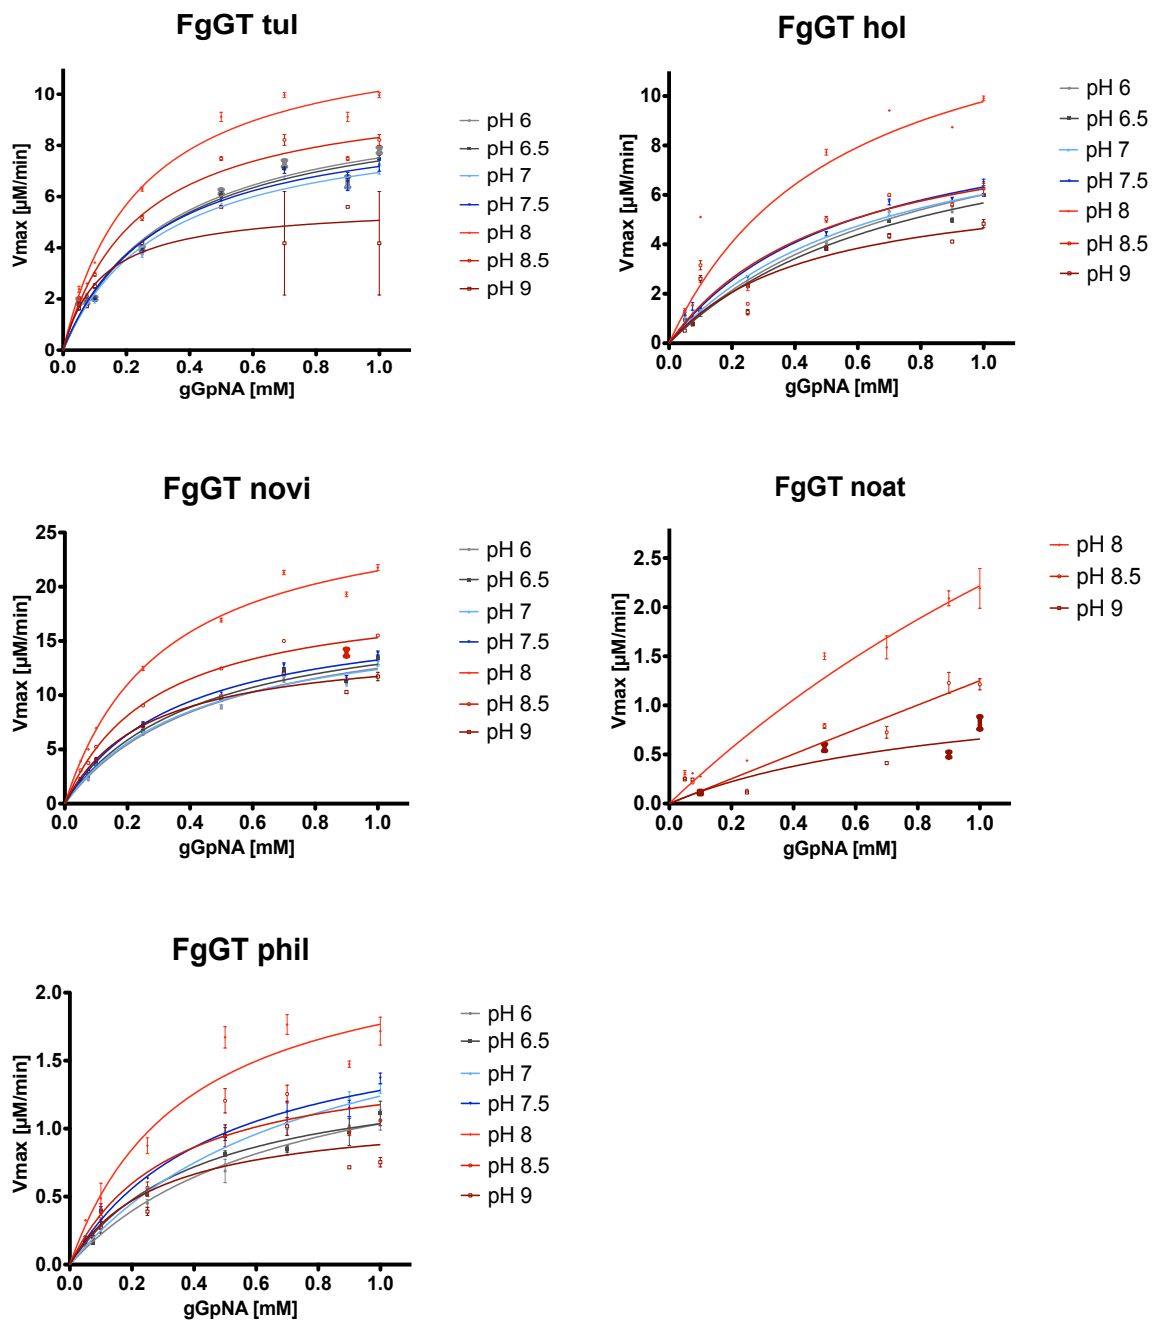 FgGT tul
Vmax [µM/min]
10
8
6
4
2
0
0.0 0.2 0.4 0.6 0.8 1.0
gGpNA [mM]
pH 6
pH 6.5
pH 7
pH 7.5
pH 8
pH 8.5
pH 9
FgGT hol
Vmax [µM/min]
10
8
6
4
2
0
0.0 0.2 0.4 0.6 0.8 1.0
gGpNA [mM]
pH 6
pH 6.5
pH 7
pH 7.5
pH 8
pH 8.5
pH 9
FgGT novi
Vmax [µM/min]
25
20
15
10
5
0
0.0 0.2 0.4 0.6 0.8 1.0
gGpNA [mM]
pH 6
pH 6.5
pH 7
pH 7.5
pH 8
pH 8.5
pH 9
FgGT noat
Vmax [µM/min]
2.5
2.0
1.5
1.0
0.5
0.0
0.0 0.2 0.4 0.6 0.8 1.0
gGpNA [mM]
pH 8
pH 8.5
pH 9
FgGT phil
Vmax [µM/min]
2.0
1.5
1.0
0.5
0.0
0.0 0.2 0.4 0.6 0.8 1.0
gGpNA [mM]
pH 6
pH 6.5
pH 7
pH 7.5
pH 8
pH 8.5
pH 9